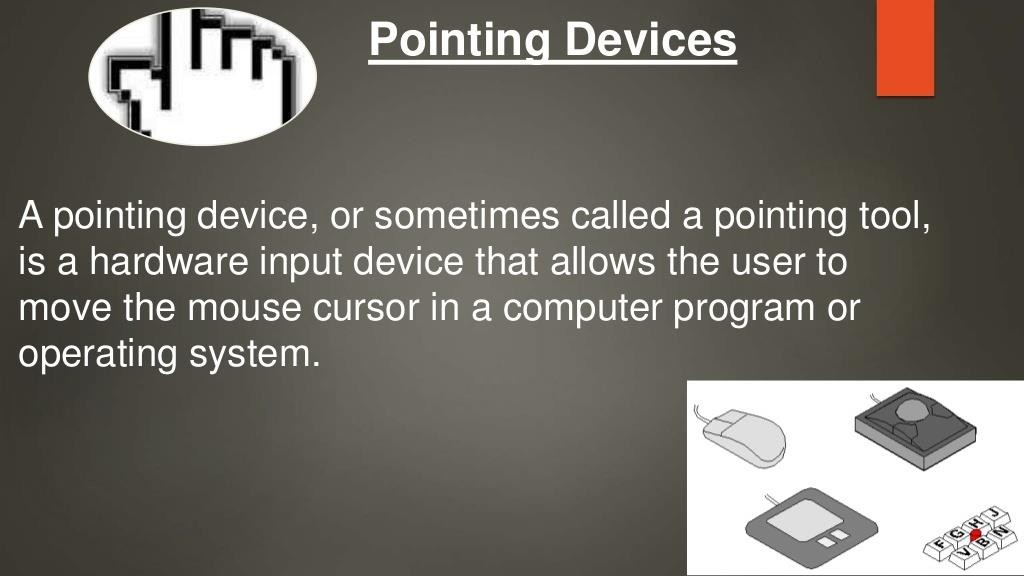 Pointing Devices
A pointing device, or sometimes called a pointing tool,
is a hardware input device that allows the user to
move the mouse cursor in a computer program or
operating system.
F G H J
V B N